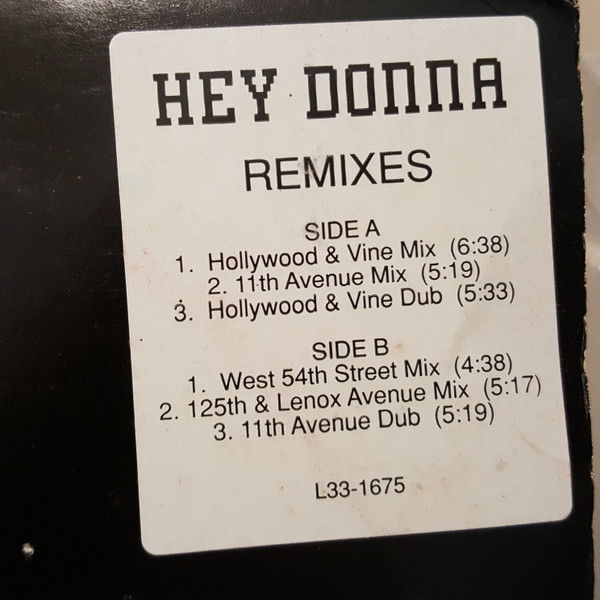 HEY DONNA
REMIXES
SIDE A
1. Hollywood & Vine Mix (6:38)
2. 11th Avenue Mix (5:19)
3. Hollywood & Vine Dub (5:33)
SIDE B
1. West 54th Street Mix (4:38)
2. 125th & Lenox Avenue Mix (5:17)
3. 11th Avenue Dub (5:19)
L33-1675